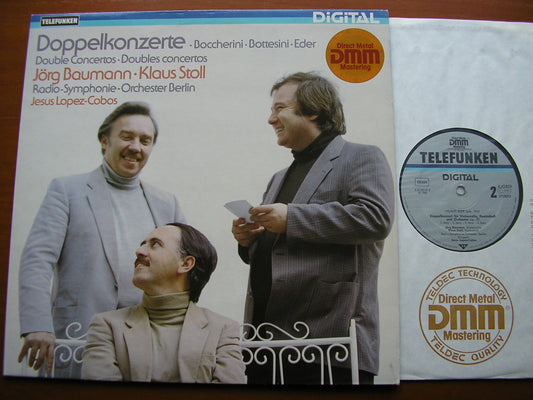 TELEFUNKEN
DIGITAL
Doppelkonzerte · Boccherini · Bottesini · Eder
Double Concertos · Doubles concertos
Jörg Baumann · Klaus Stoll
Radio-Symphonie-Orchester Berlin
Jesus Lopez-Cobos
Direct Metal
DMM
Mastering
DMM
TELEFUNKEN
DIGITAL
2
TELDEC TECHNOLOGY
Direct Metal
DMM
Mastering
TELDEC QUALITY